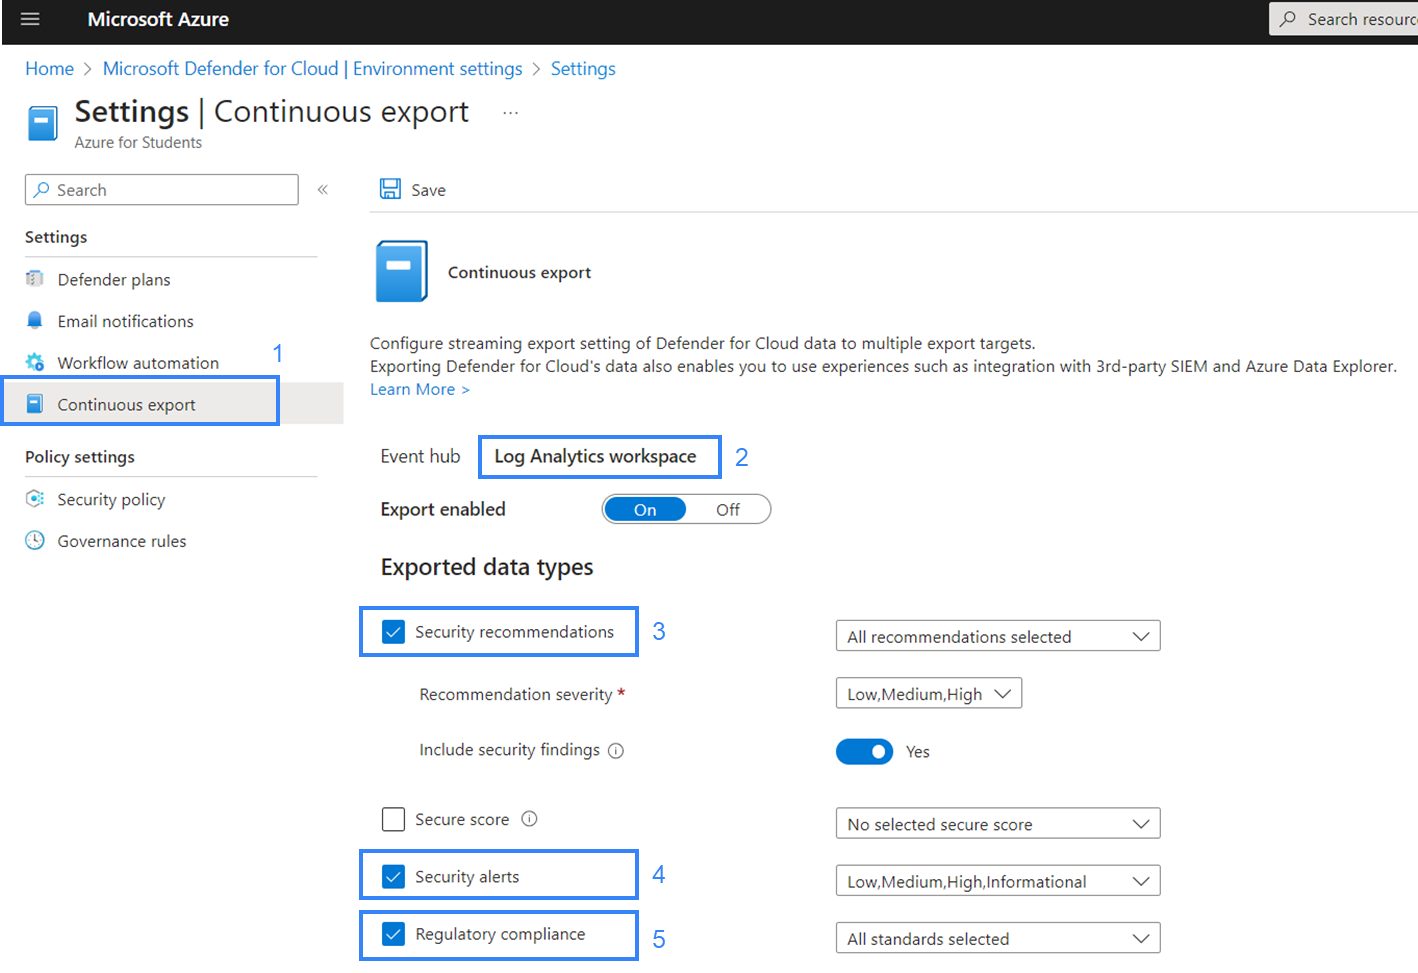 Microsoft Azure
Search resourc
Home > Microsoft Defender for Cloud | Environment settings > Settings
Settings | Continuous export ...
Azure for Students
Search «
Save
Settings
Defender plans
Email notifications
Workflow automation
1
Continuous export
Policy settings
Security policy
Governance rules
Continuous export
Configure streaming export setting of Defender for Cloud data to multiple export targets.
Exporting Defender for Cloud's data also enables you to use experiences such as integration with 3rd-party SIEM and Azure Data Explorer.
Learn More >
Event hub Log Analytics workspace 2
Export enabled On Off
Exported data types
Security recommendations 3 All recommendations selected
Recommendation severity * Low,Medium,High
Include security findings Yes
Secure score No selected secure score
Security alerts 4 Low,Medium,High,Informational
Regulatory compliance 5 All standards selected